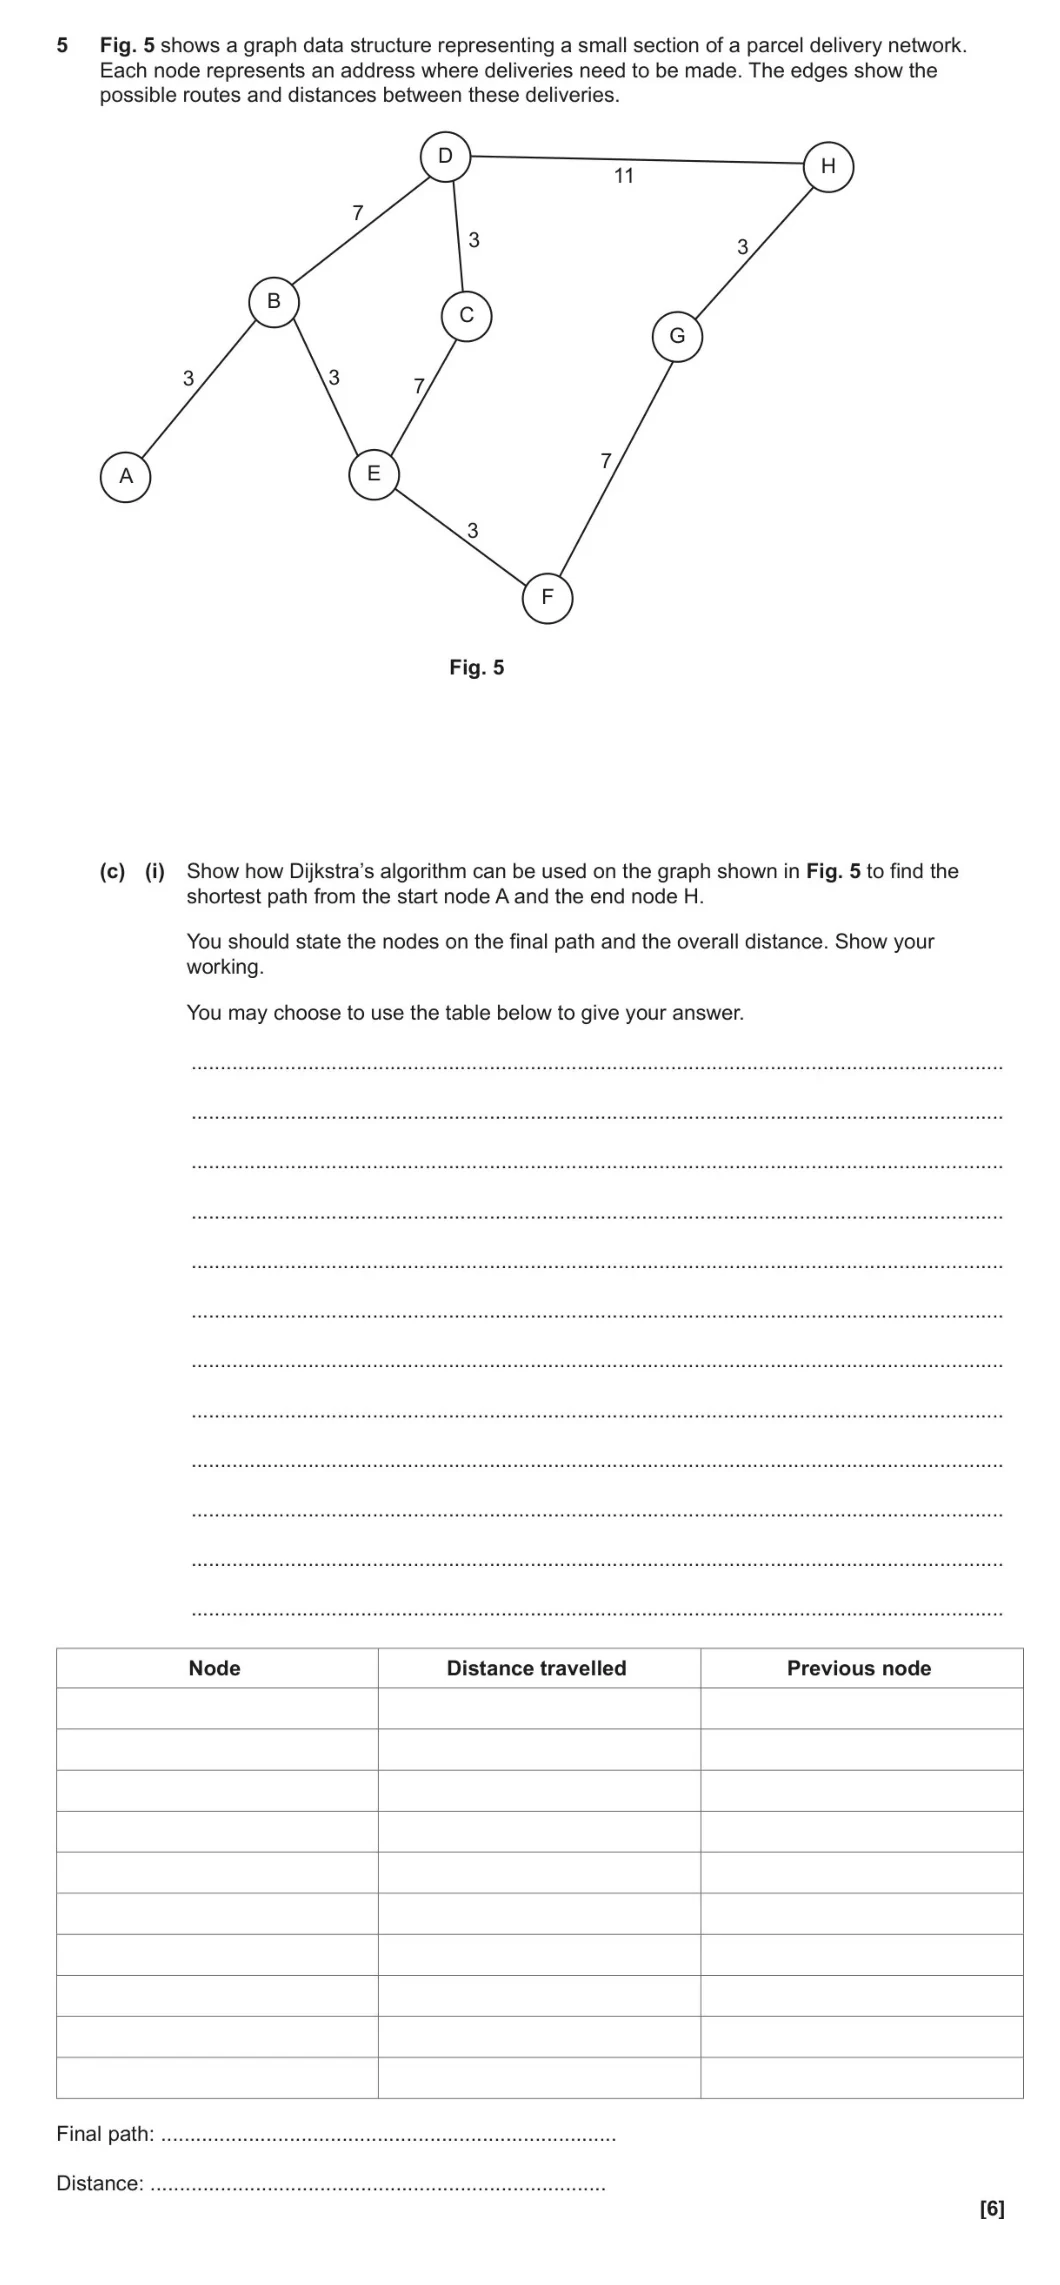 5 Fig. 5 shows a graph data structure representing a small section of a parcel delivery network.
Each node represents an address where deliveries need to be made. The edges show the
possible routes and distances between these deliveries.
D
H
11
7
3
3
B
C
G
3
3
7
7
A
E
3
F
Fig. 5
(c) (i) Show how Dijkstra's algorithm can be used on the graph shown in Fig. 5 to find the
shortest path from the start node A and the end node H.
You should state the nodes on the final path and the overall distance. Show your
working.
You may choose to use the table below to give your answer.
Node Distance travelled Previous node
Final path:
Distance:
[6]